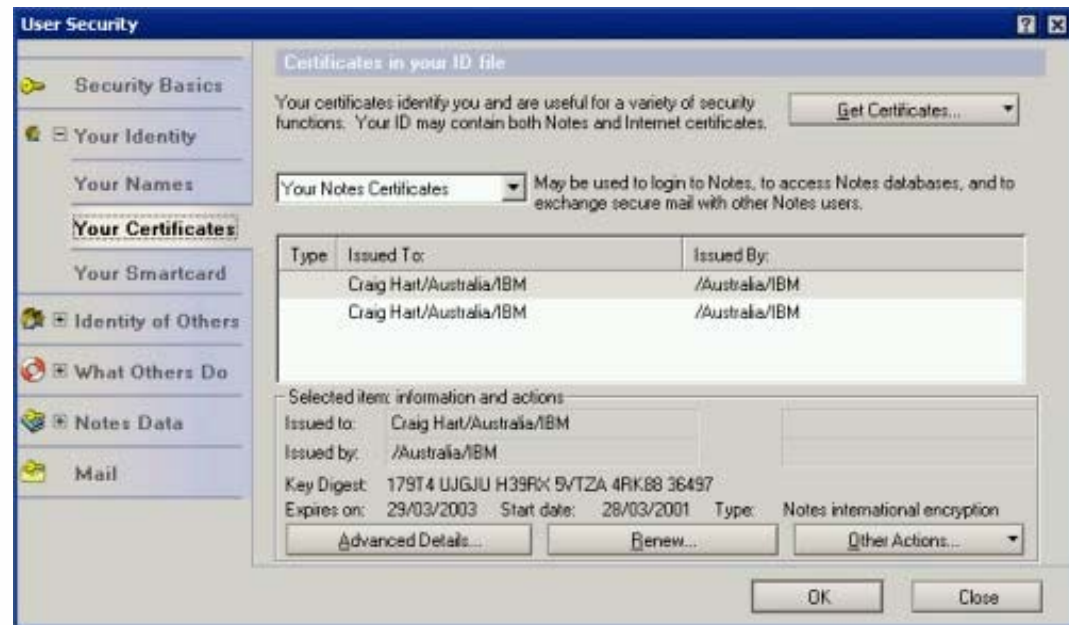 User Security
Security Basics
Your Identity
Your Names
Your Certificates
Your Smartcard
Identity of Others
What Others Do
Notes Data
Mail
Certificates in your ID file
Your certificates identify you and are useful for a variety of security
functions. Your ID may contain both Notes and Internet certificates.
Get Certificates...
Your Notes Certificates
May be used to login to Notes, to access Notes databases, and to
exchange secure mail with other Notes users.
Type Issued To: Issued By:
Craig Hart/Australia/IBM /Australia/IBM
Craig Hart/Australia/IBM /Australia/IBM
Selected item: information and actions
Issued to: Craig Hart/Australia/IBM
Issued by: /Australia/IBM
Key Digest: 179T4 UJGJU H39RX 5VTZA 4RK88 36497
Expires on: 29/03/2003 Start date: 28/03/2001 Type: Notes international encryption
Advanced Details... Renew... Other Actions...
OK Close